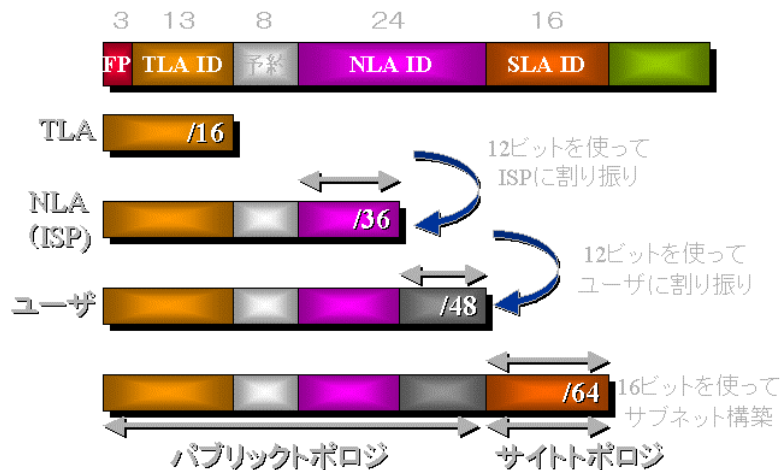 3 13 8 24 16
FP TLA ID 予約 NLA ID SLA ID
TLA /16
12ビットを使って
ISPに割り振り
NLA
(ISP) /36
12ビットを使って
ユーザに割り振り
ユーザ /48
/64 16ビットを使って
サブネット構築
パブリックトポロジ サイトトポロジ